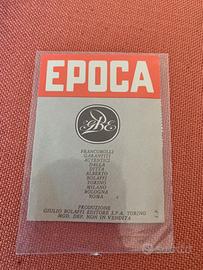 EPOCA
GBE
FRANCOBOLLI
GARANTITI
AUTENTICI
DALLA
DITTA
ALBERTO
BOLAFFI
TORINO
MILANO
BOLOGNA
ROMA
PRODUZIONE
GIULIO BOLAFFI EDITORE S.P.A. TORINO
MOD. DEP. NON IN VENDITA